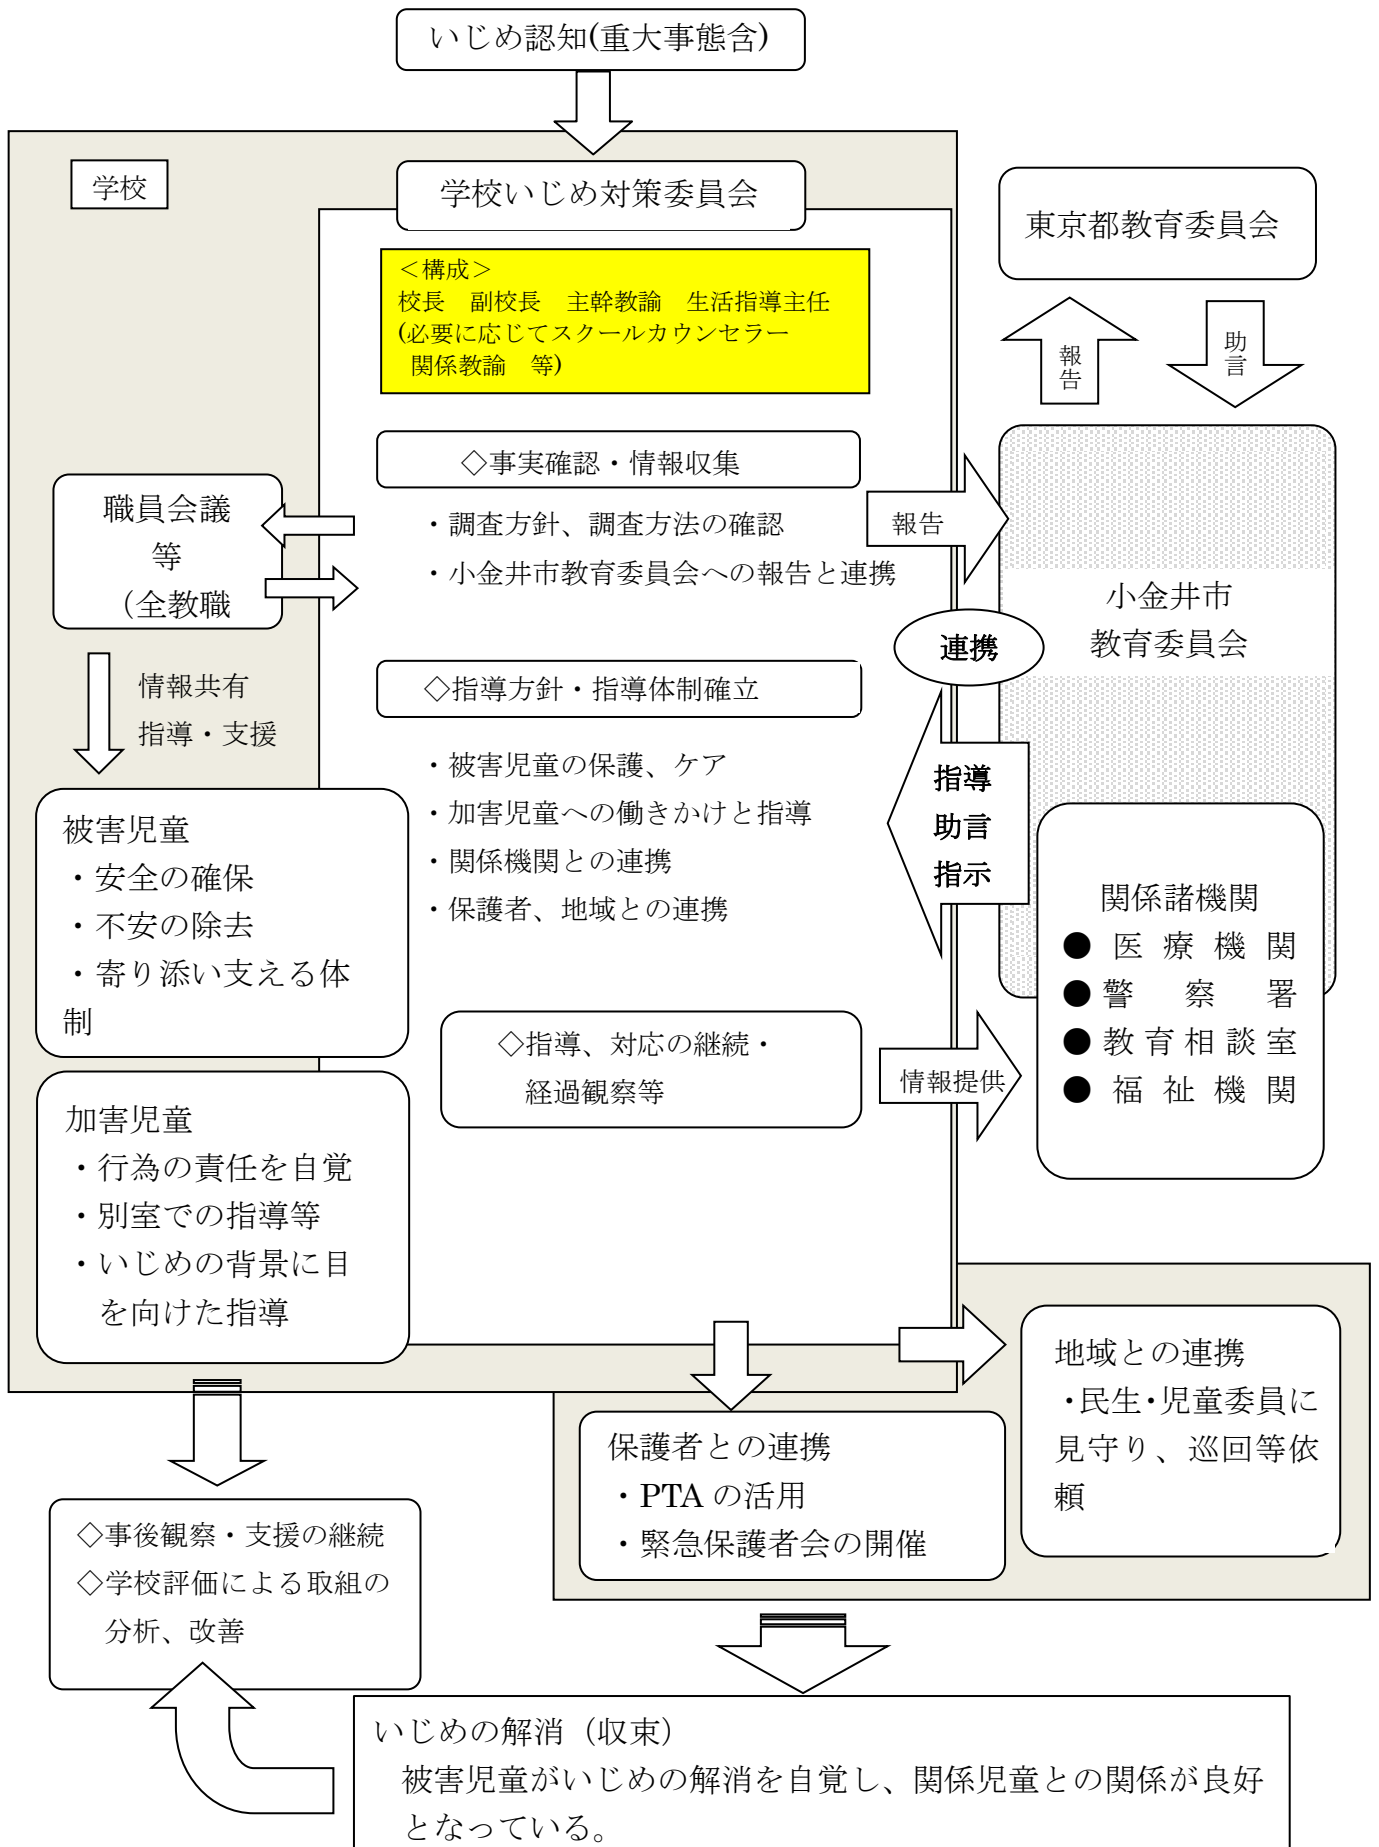 いじめ認知(重大事態含)
学校
学校いじめ対策委員会
＜構成＞
校長　副校長　主幹教諭　生活指導主任
(必要に応じてスクールカウンセラー
関係教諭　等)
東京都教育委員会
報告
助言
◇事実確認・情報収集
・調査方針、調査方法の確認
・小金井市教育委員会への報告と連携
職員会議
等
（全教職
報告
小金井市
教育委員会
連携
情報共有
指導・支援
◇指導方針・指導体制確立
・被害児童の保護、ケア
・加害児童への働きかけと指導
・関係機関との連携
・保護者、地域との連携
指導
助言
指示
被害児童
・安全の確保
・不安の除去
・寄り添い支える体
制
関係諸機関
●医療機関
●警察署
●教育相談室
●福祉機関
◇指導、対応の継続・
経過観察等
情報提供
加害児童
・行為の責任を自覚
・別室での指導等
・いじめの背景に目
を向けた指導
地域との連携
・民生・児童委員に
見守り、巡回等依
頼
保護者との連携
・PTA の活用
・緊急保護者会の開催
◇事後観察・支援の継続
◇学校評価による取組の
分析、改善
いじめの解消（収束）
被害児童がいじめの解消を自覚し、関係児童との関係が良好
となっている。